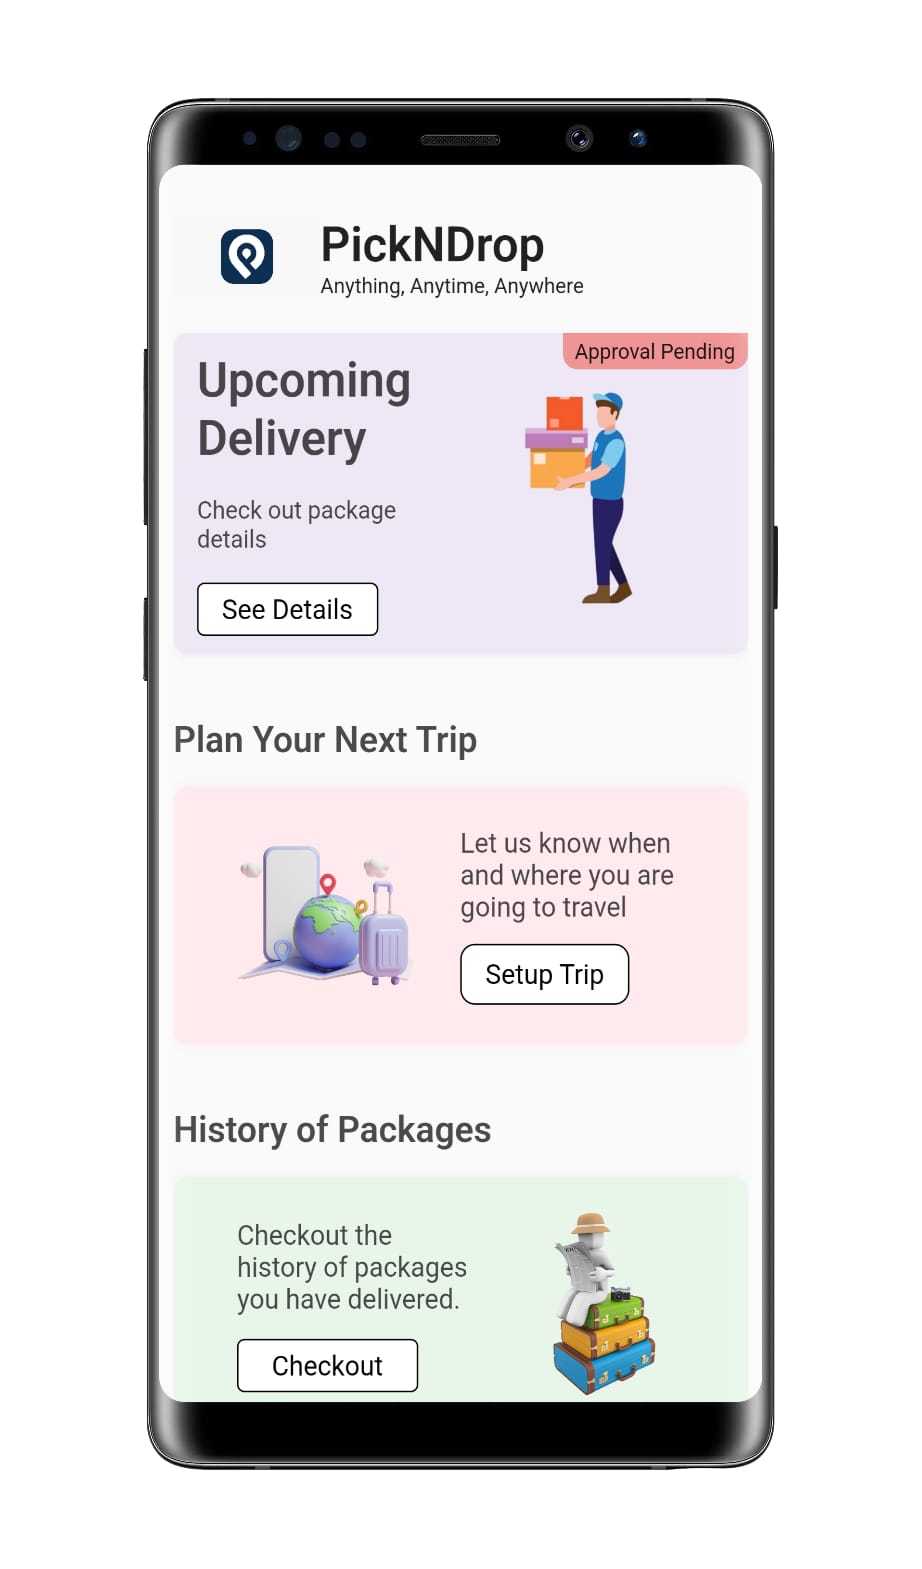 PickNDrop
Anything, Anytime, Anywhere
Approval Pending
Upcoming
Delivery
Check out package
details
See Details
Plan Your Next Trip
Let us know when
and where you are
going to travel
Setup Trip
History of Packages
Checkout the
history of packages
you have delivered.
Checkout